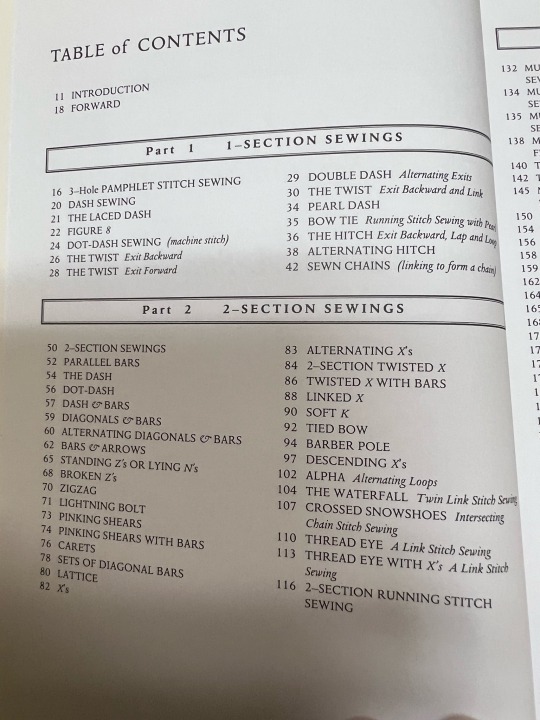 TABLE of CONTENTS
11 INTRODUCTION
18 FORWARD
Part 1 1–SECTION SEWINGS
16 3–Hole PAMPHLET STITCH SEWING
20 DASH SEWING
21 THE LACED DASH
22 FIGURE 8
24 DOT-DASH SEWING (machine stitch)
26 THE TWIST Exit Backward
28 THE TWIST Exit Forward
29 DOUBLE DASH Alternating Exits
30 THE TWIST Exit Backward and Link
34 PEARL DASH
35 BOW TIE Running Stitch Sewing with Pearl
36 THE HITCH Exit Backward, Lap and Loop
38 ALTERNATING HITCH
42 SEWN CHAINS (linking to form a chain)
Part 2 2–SECTION SEWINGS
50 2–SECTION SEWINGS
52 PARALLEL BARS
54 THE DASH
56 DOT-DASH
57 DASH & BARS
59 DIAGONALS & BARS
60 ALTERNATING DIAGONALS & BARS
62 BARS & ARROWS
65 STANDING Z's OR LYING N's
68 BROKEN Z's
70 ZIGZAG
71 LIGHTNING BOLT
73 PINKING SHEARS
74 PINKING SHEARS WITH BARS
76 CARETS
78 SETS OF DIAGONAL BARS
80 LATTICE
82 X's
83 ALTERNATING X's
84 2–SECTION TWISTED X
86 TWISTED X WITH BARS
88 LINKED X
90 SOFT K
92 TIED BOW
94 BARBER POLE
97 DESCENDING X's
102 ALPHA Alternating Loops
104 THE WATERFALL Twin Link Stitch Sewing
107 CROSSED SNOWSHOES Intersecting
Chain Stitch Sewing
110 THREAD EYE A Link Stitch Sewing
113 THREAD EYE WITH X's A Link Stitch
Sewing
116 2–SECTION RUNNING STITCH
SEWING
132 MU
134 MU
135 MU
138 M
140 T
142 T
145
150
154
156
158
159
162
164